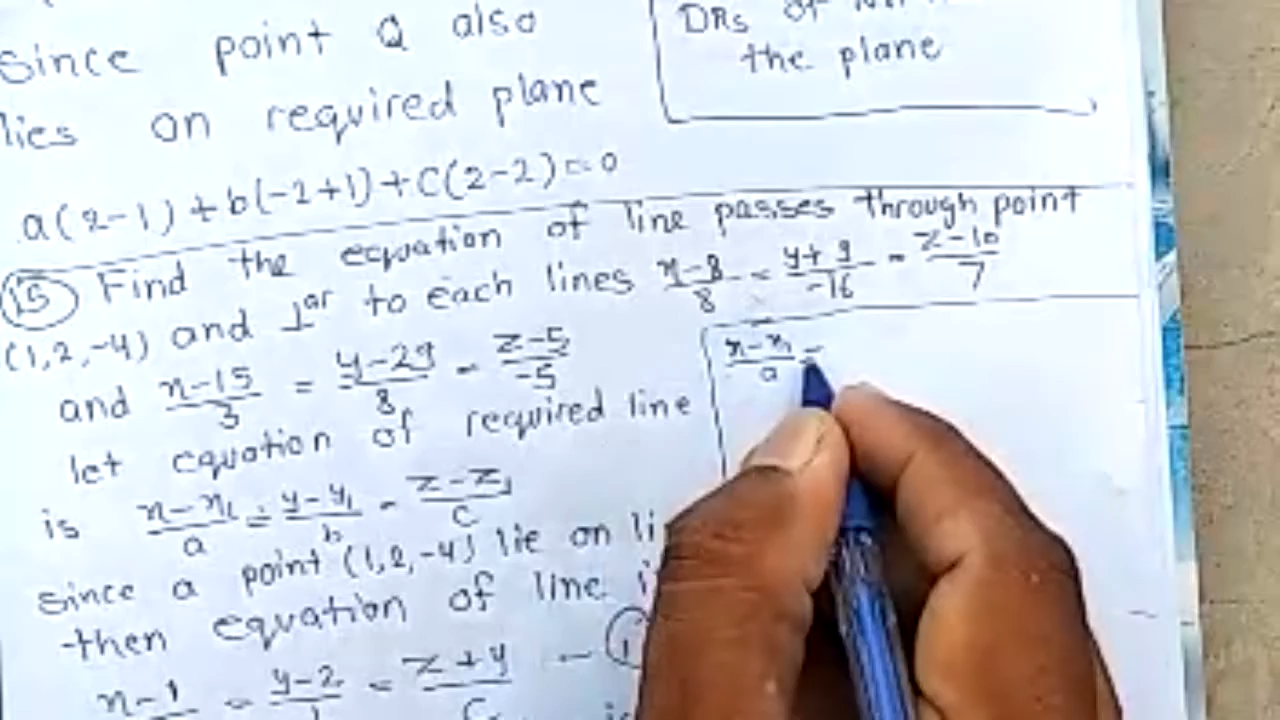 Since point Q also
lies on required plane
a(2-1)+b(-2+1)+c(2-2)=0
DRs of
the plane
(15) Find the equation of line passes through point
(1,2,-4) and ⊥ar to each lines x-8/8 = y+9/-16 = z-10/7
and x-15/3 = y-29/8 = z-5/-5
let equation of required line
is x-x1/a = y-y1/b = z-z1/c
Since a point (1,2,-4) lie on
then equation of line
x-1 = y-2 = z+4/c
x-x1/a =